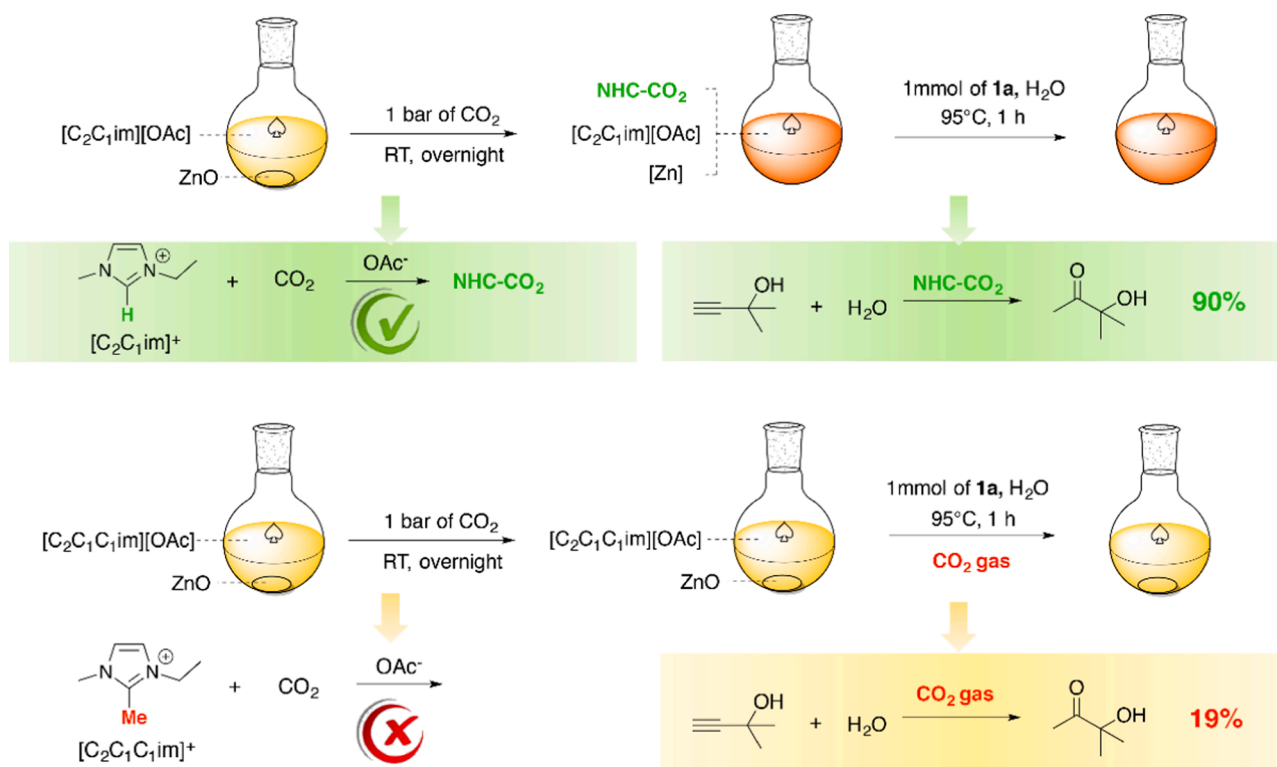 [C₂C₁im][OAc]
ZnO
1 bar of CO₂
RT, overnight
NHC-CO₂
[C₂C₁im][OAc]
[Zn]
1mmol of 1a, H₂O
95°C, 1 h
N
N
⊕
H
[C₂C₁im]⁺
+
CO₂
OAc⁻
NHC-CO₂
OH
+
H₂O
NHC-CO₂
O
OH
90%
[C₂C₁C₁im][OAc]
ZnO
1 bar of CO₂
RT, overnight
[C₂C₁C₁im][OAc]
ZnO
1mmol of 1a, H₂O
95°C, 1 h
CO₂ gas
N
N
⊕
Me
[C₂C₁C₁im]⁺
+
CO₂
OAc⁻
OH
+
H₂O
CO₂ gas
O
OH
19%